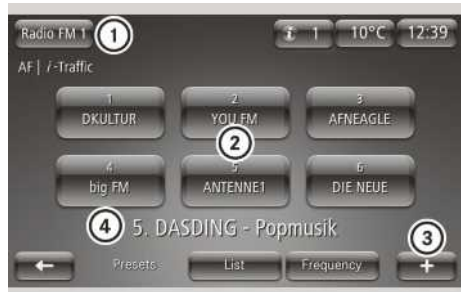 Radio FM 1 1 i 1 10°C 12:39
AF | i-Traffic
1 2 3
DKULTUR YOU FM AFNEAGLE
2
4 5 6
big FM ANTENNE1 DIE NEUE
4 5. DASDING - Popmusik 3
Presets List Frequency +